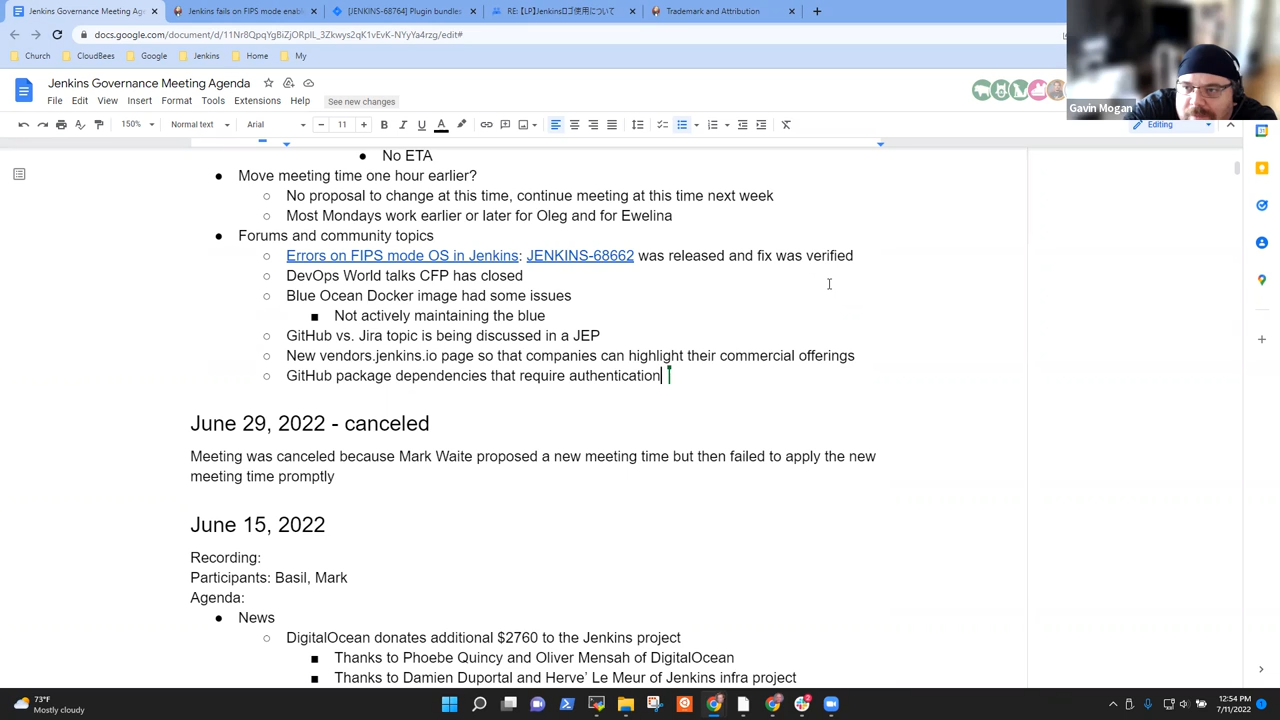 Jenkins Governance Meeting Age
Jenkins fails on FIPS mode enabl
[JENKINS-68764] Plugin bundles
RE:【LP】Jenkinsロゴ使用について
Trademark and Attribution
docs.google.com/document/d/11Nr8QpqYgBiZjORpIL_3Zkwys2qK1vEvK-NYyYa4rzg/edit#
Church
CloudBees
Google
Jenkins
Home
My
Jenkins Governance Meeting Agenda
File Edit View Insert Format Tools Extensions Help See new changes
150% Normal text Arial 11 Editing
Gavin Mogan
No ETA
Move meeting time one hour earlier?
No proposal to change at this time, continue meeting at this time next week
Most Mondays work earlier or later for Oleg and for Ewelina
Forums and community topics
Errors on FIPS mode OS in Jenkins: JENKINS-68662 was released and fix was verified
DevOps World talks CFP has closed
Blue Ocean Docker image had some issues
Not actively maintaining the blue
GitHub vs. Jira topic is being discussed in a JEP
New vendors.jenkins.io page so that companies can highlight their commercial offerings
GitHub package dependencies that require authentication
June 29, 2022 - canceled
Meeting was canceled because Mark Waite proposed a new meeting time but then failed to apply the new
meeting time promptly
June 15, 2022
Recording:
Participants: Basil, Mark
Agenda:
News
DigitalOcean donates additional $2760 to the Jenkins project
Thanks to Phoebe Quincy and Oliver Mensah of DigitalOcean
Thanks to Damien Duportal and Herve’ Le Meur of Jenkins infra project
73°F
Mostly cloudy
12:54 PM
7/11/2022